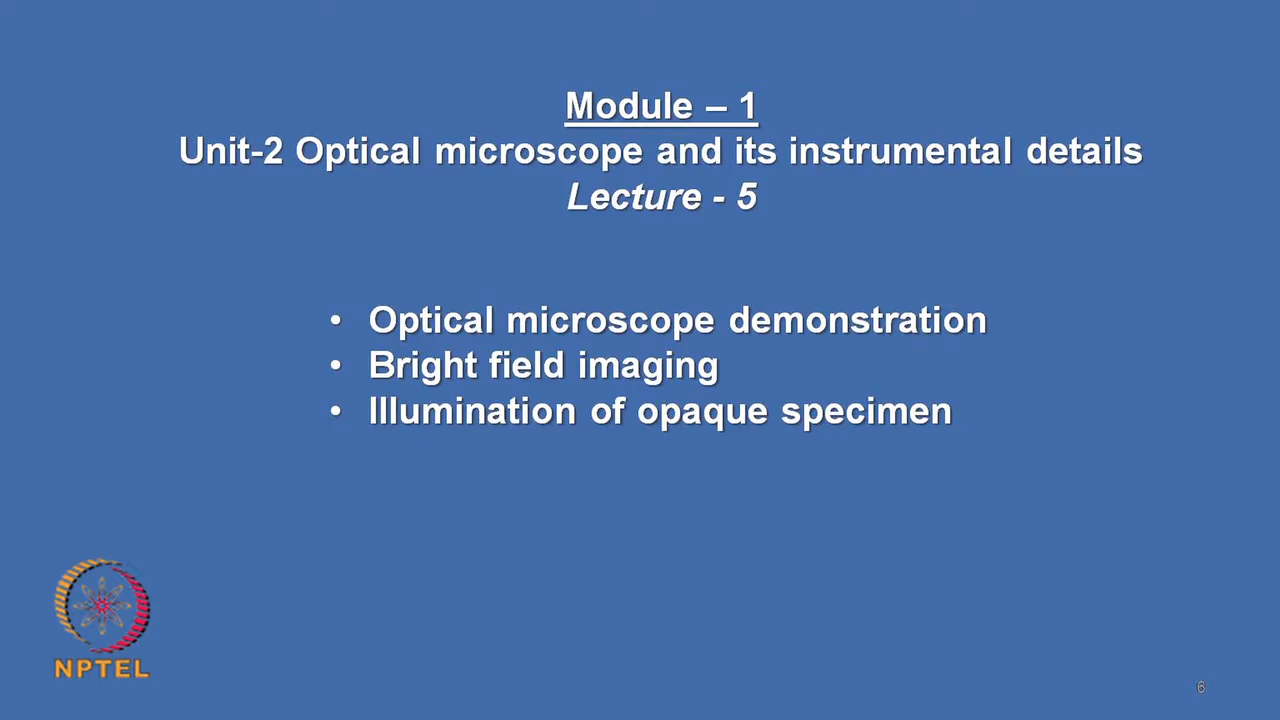 Module – 1
Unit-2 Optical microscope and its instrumental details
Lecture - 5
• Optical microscope demonstration
• Bright field imaging
• Illumination of opaque specimen
NPTEL
6